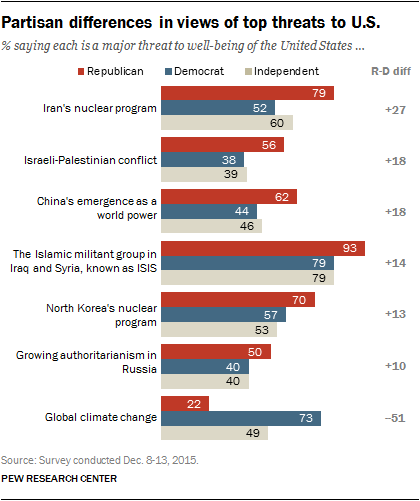 Partisan differences in views of top threats to U.S.
% saying each is a major threat to well-being of the United States ...
Republican Democrat Independent R-D diff
Iran's nuclear program 79 52 60 +27
Israeli-Palestinian conflict 56 38 39 +18
China's emergence as a
world power 62 44 46 +18
The Islamic militant group in
Iraq and Syria, known as ISIS 93 79 79 +14
North Korea's nuclear
program 70 57 53 +13
Growing authoritarianism in
Russia 50 40 40 +10
Global climate change 22 73 49 –51
Source: Survey conducted Dec. 8-13, 2015.
PEW RESEARCH CENTER